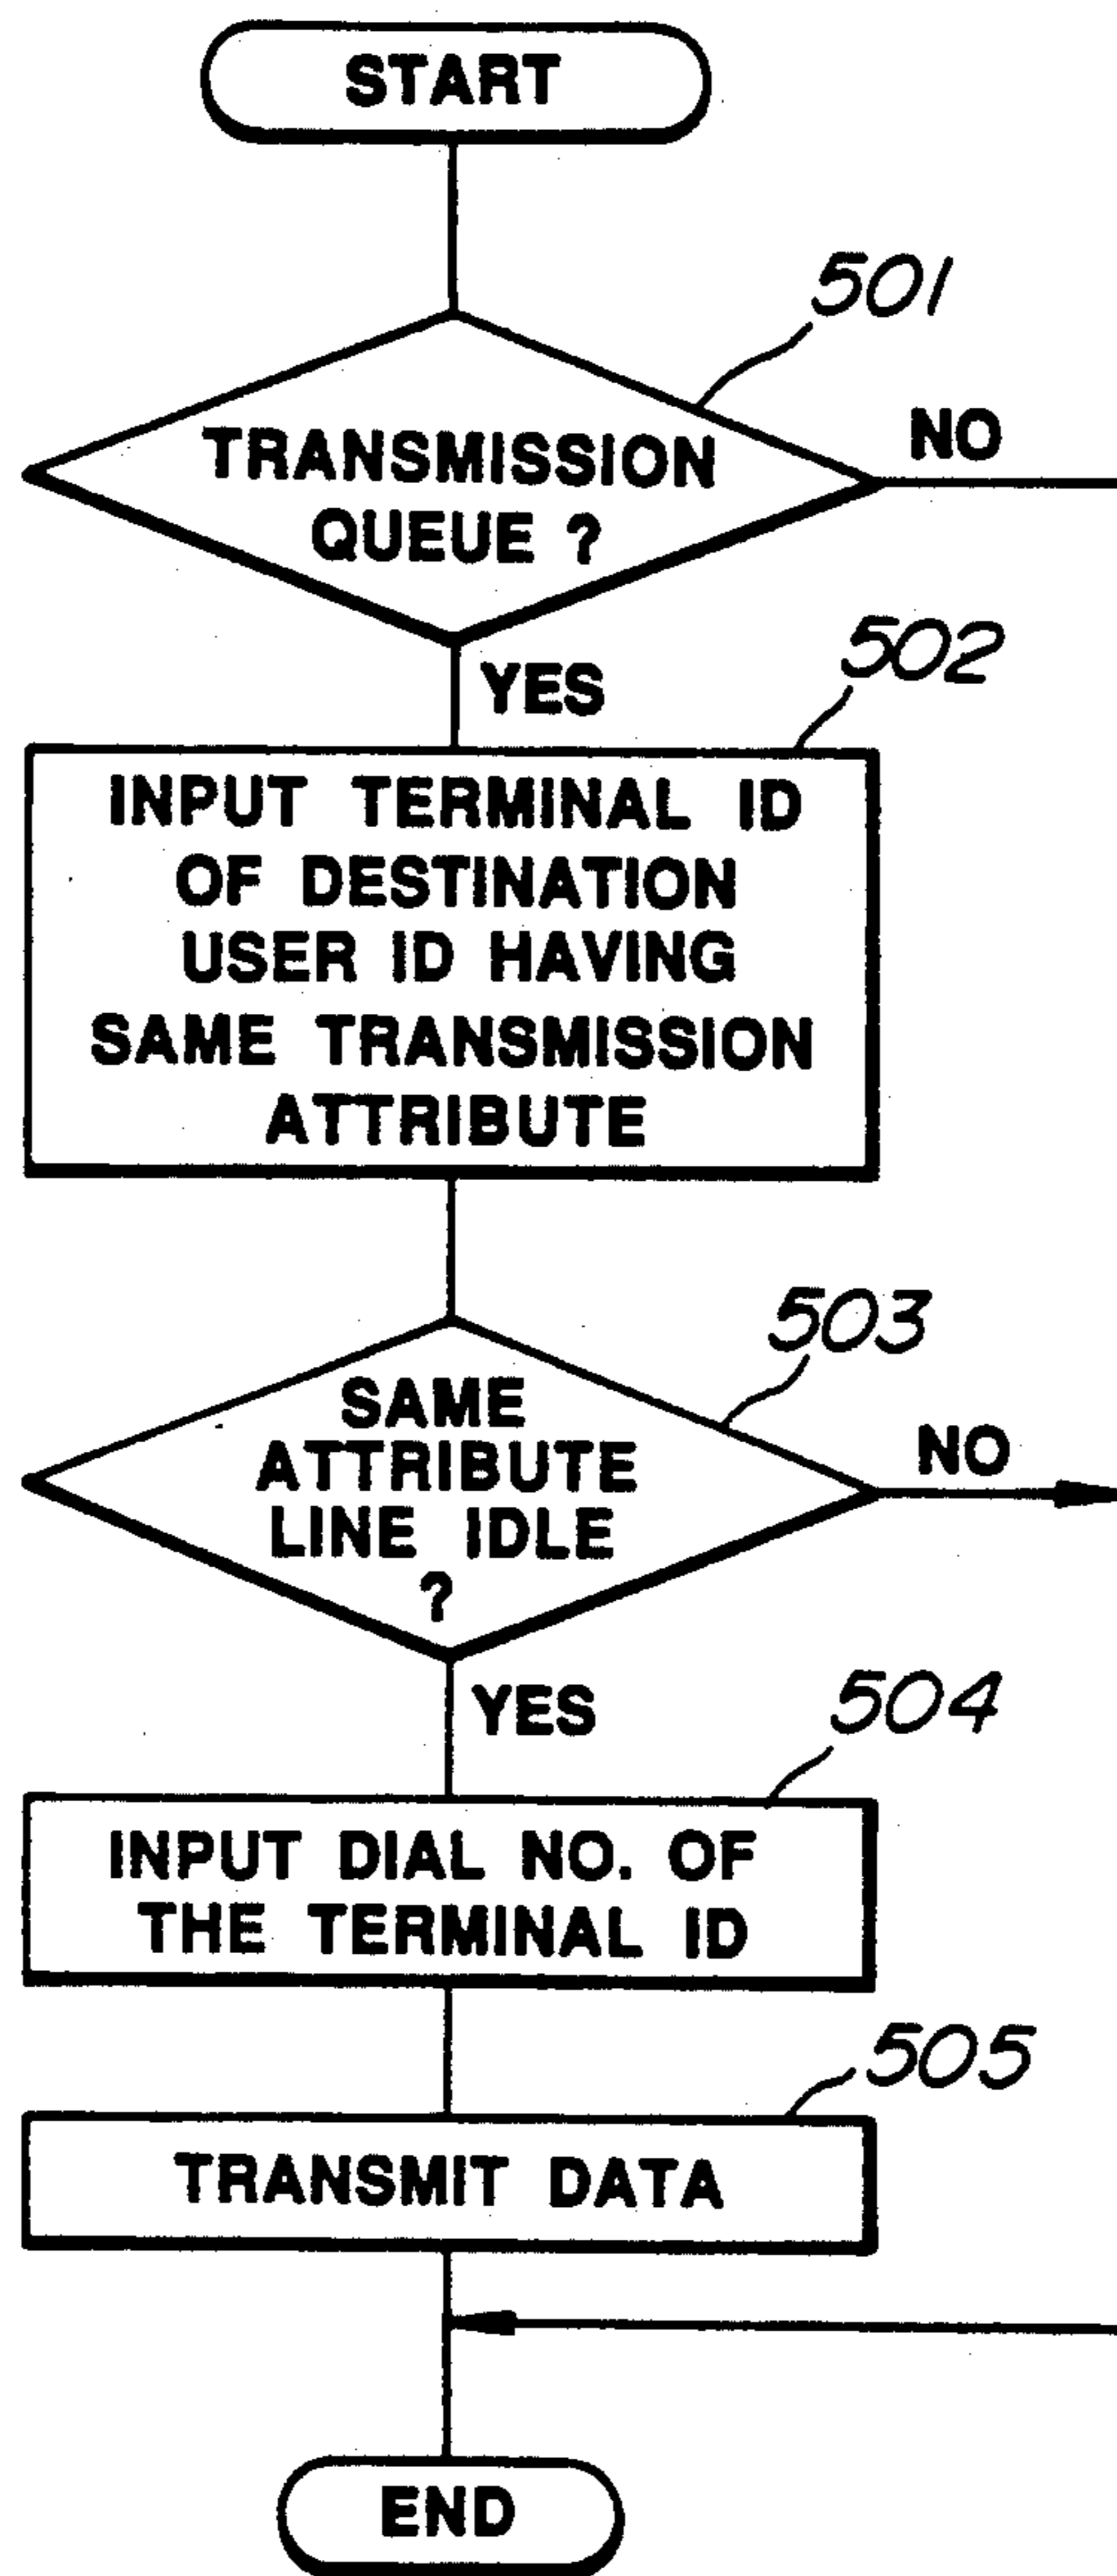 START
501
TRANSMISSION
QUEUE ?
NO
YES
502
INPUT TERMINAL ID
OF DESTINATION
USER ID HAVING
SAME TRANSMISSION
ATTRIBUTE
503
SAME
ATTRIBUTE
LINE IDLE
?
NO
YES
504
INPUT DIAL NO. OF
THE TERMINAL ID
505
TRANSMIT DATA
END